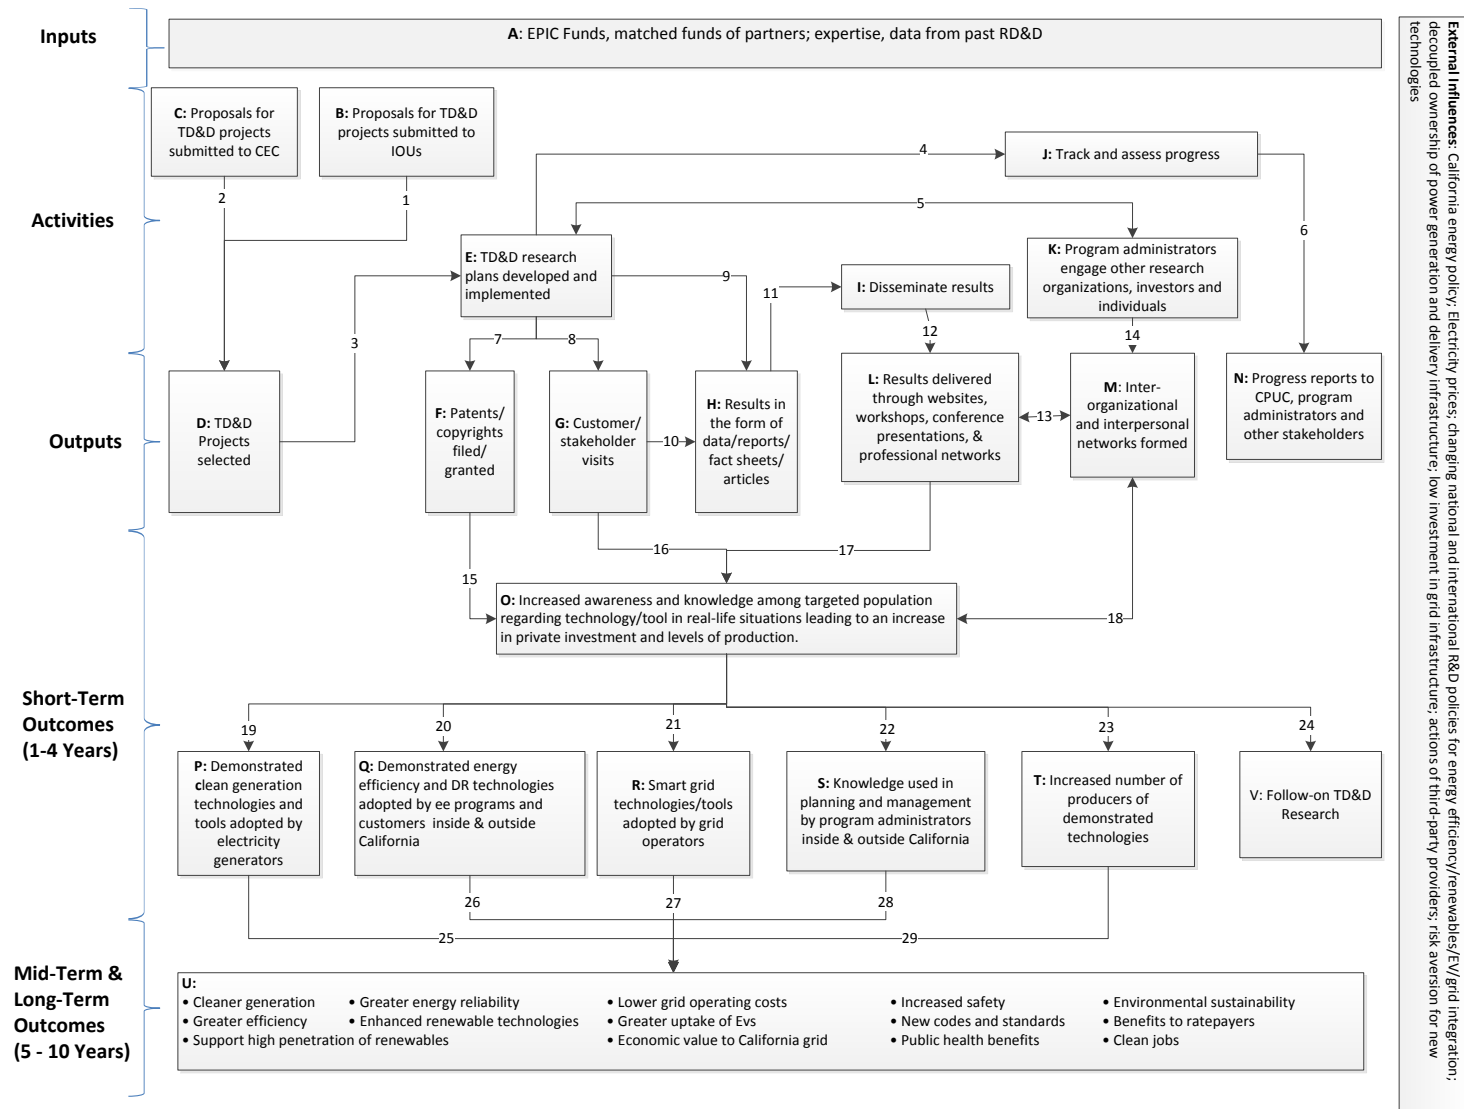 Inputs
A: EPIC Funds, matched funds of partners; expertise, data from past RD&D
External Influences: California energy policy; Electricity prices; changing national and international R&D policies for energy efficiency/renewables/EV/grid integration;
decoupled ownership of power generation and delivery infrastructure; low investment in grid infrastructure; actions of third-party providers; risk aversion for new
technologies
Activities
C: Proposals for
TD&D projects
submitted to CEC
B: Proposals for TD&D
projects submitted to
IOUs
2
1
4
J: Track and assess progress
5
6
E: TD&D research
plans developed and
implemented
K: Program administrators
engage other research
organizations, investors and
individuals
9
11
I: Disseminate results
3
7
8
12
14
Outputs
D: TD&D
Projects
selected
F: Patents/
copyrights
filed/
granted
G: Customer/
stakeholder
visits
10
H: Results in
the form of
data/reports/
fact sheets/
articles
L: Results delivered
through websites,
workshops, conference
presentations, &
professional networks
13
M: Inter-
organizational
and interpersonal
networks formed
N: Progress reports to
CPUC, program
administrators and
other stakeholders
16
17
15
18
Short-Term
Outcomes
(1-4 Years)
O: Increased awareness and knowledge among targeted population
regarding technology/tool in real-life situations leading to an increase
in private investment and levels of production.
19
20
21
22
23
24
P: Demonstrated
clean generation
technologies and
tools adopted by
electricity
generators
Q: Demonstrated energy
efficiency and DR technologies
adopted by ee programs and
customers inside & outside
California
R: Smart grid
technologies/tools
adopted by grid
operators
S: Knowledge used in
planning and management
by program administrators
inside & outside California
T: Increased number of
producers of
demonstrated
technologies
V: Follow-on TD&D
Research
26
27
28
25
29
Mid-Term &
Long-Term
Outcomes
(5 - 10 Years)
U:
• Cleaner generation
• Greater energy reliability
• Lower grid operating costs
• Increased safety
• Environmental sustainability
• Greater efficiency
• Enhanced renewable technologies
• Greater uptake of Evs
• New codes and standards
• Benefits to ratepayers
• Support high penetration of renewables
• Economic value to California grid
• Public health benefits
• Clean jobs